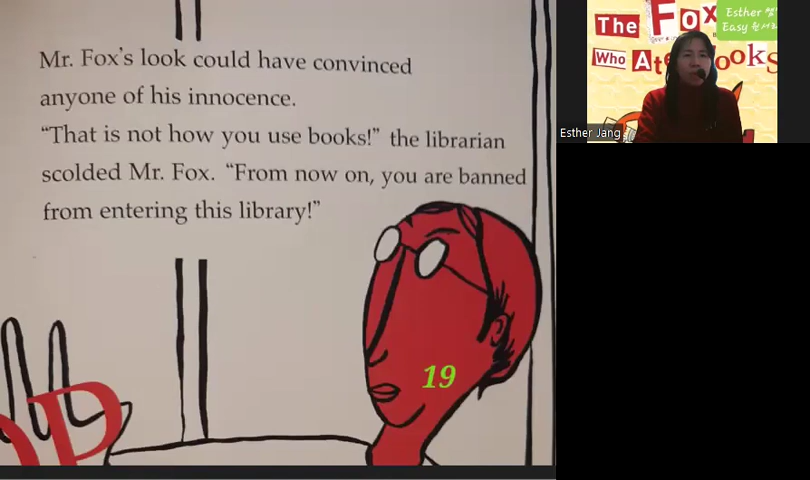 Mr. Fox's look could have convinced
anyone of his innocence.
"That is not how you use books!" the librarian
scolded Mr. Fox. "From now on, you are banned
from entering this library!"
19
OP
The Fox
Who Ate
Esther 쌤
Easy
Esther Jang